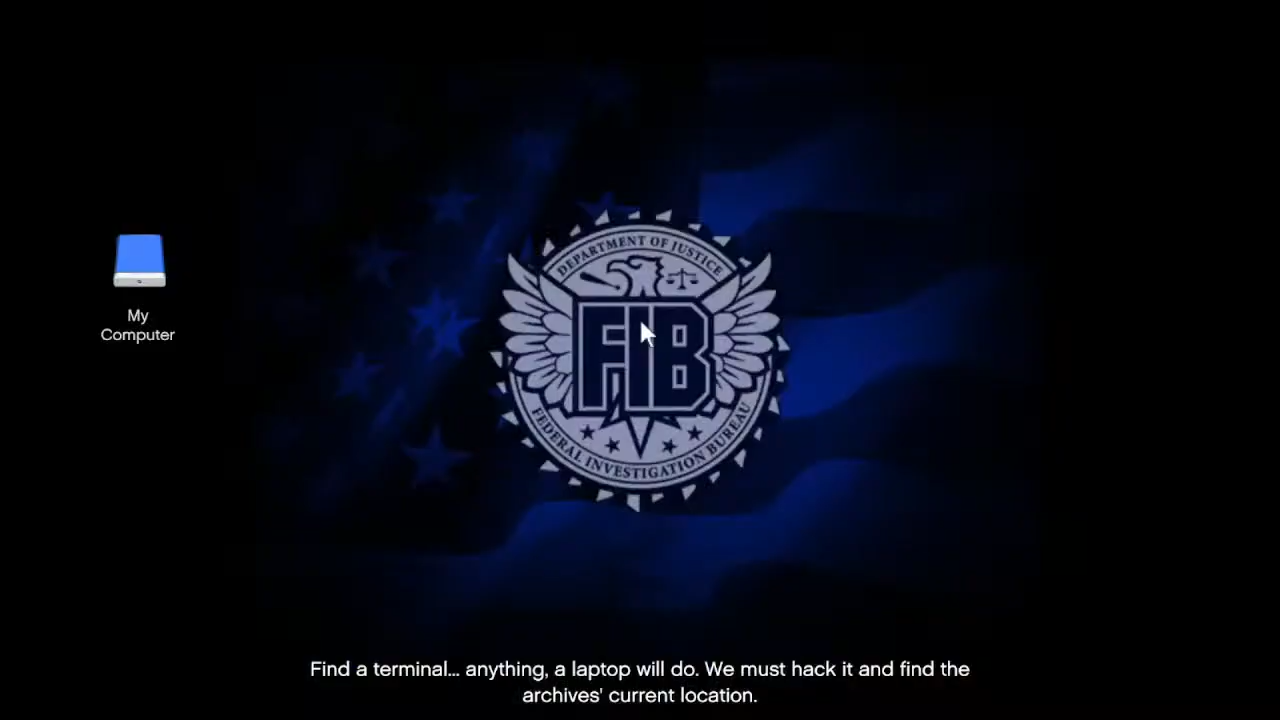 DEPARTMENT OF JUSTICE
FIB
FEDERAL INVESTIGATION BUREAU
My
Computer
Find a terminal... anything, a laptop will do. We must hack it and find the
archives' current location.